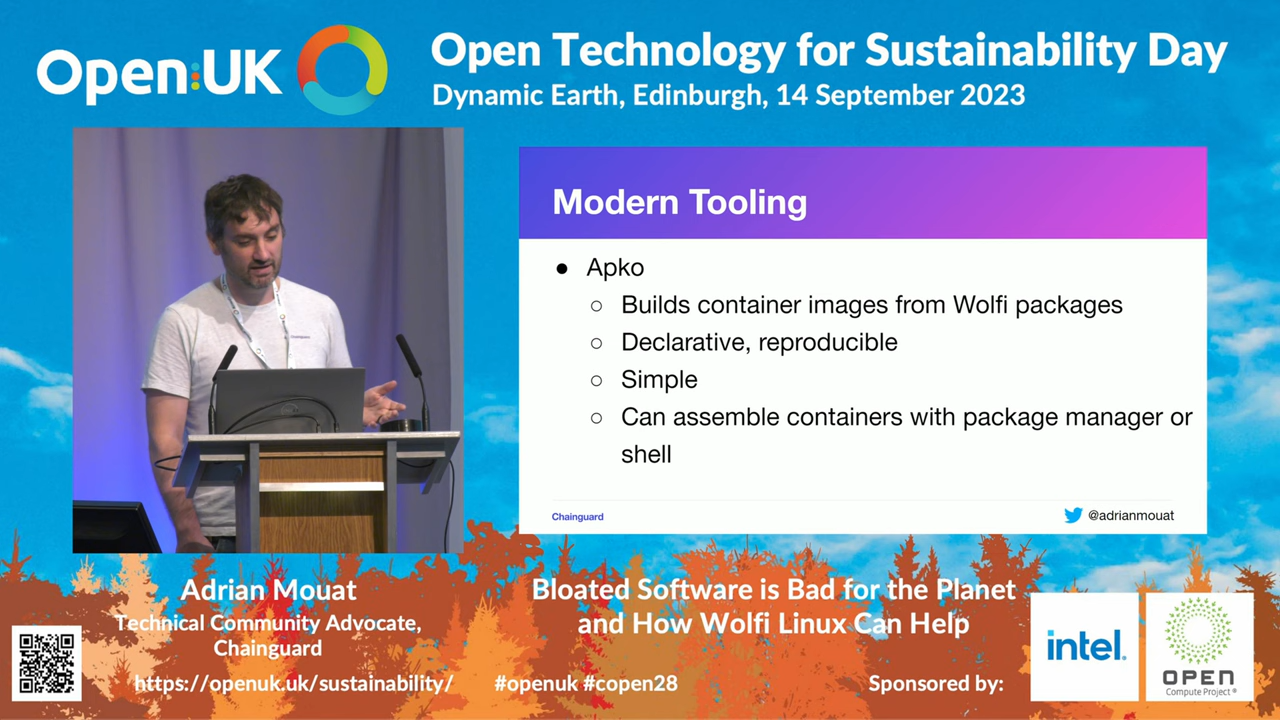 Open:UK
Open Technology for Sustainability Day
Dynamic Earth, Edinburgh, 14 September 2023
Modern Tooling
● Apko
○ Builds container images from Wolfi packages
○ Declarative, reproducible
○ Simple
○ Can assemble containers with package manager or
shell
Chainguard
@adrianmouat
Adrian Mouat
Technical Community Advocate,
Chainguard
https://openuk.uk/sustainability/
Bloated Software is Bad for the Planet
and How Wolfi Linux Can Help
#openuk #copen28
Sponsored by:
intel.
OPEN
Compute Project®